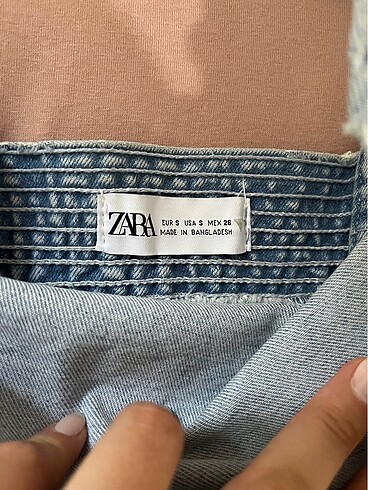 ZARA
EUR S USA S MEX 26
MADE IN BANGLADESH